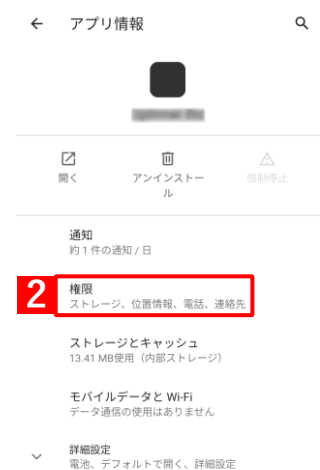 アプリ情報
開く
アンインストー
ル
強制停止
通知
約 1 件の通知 / 日
2
権限
ストレージ、位置情報、電話、連絡先
ストレージとキャッシュ
13.41 MB使用（内部ストレージ）
モバイルデータと Wi-Fi
データ通信の使用はありません
詳細設定
電池、デフォルトで開く、詳細設定